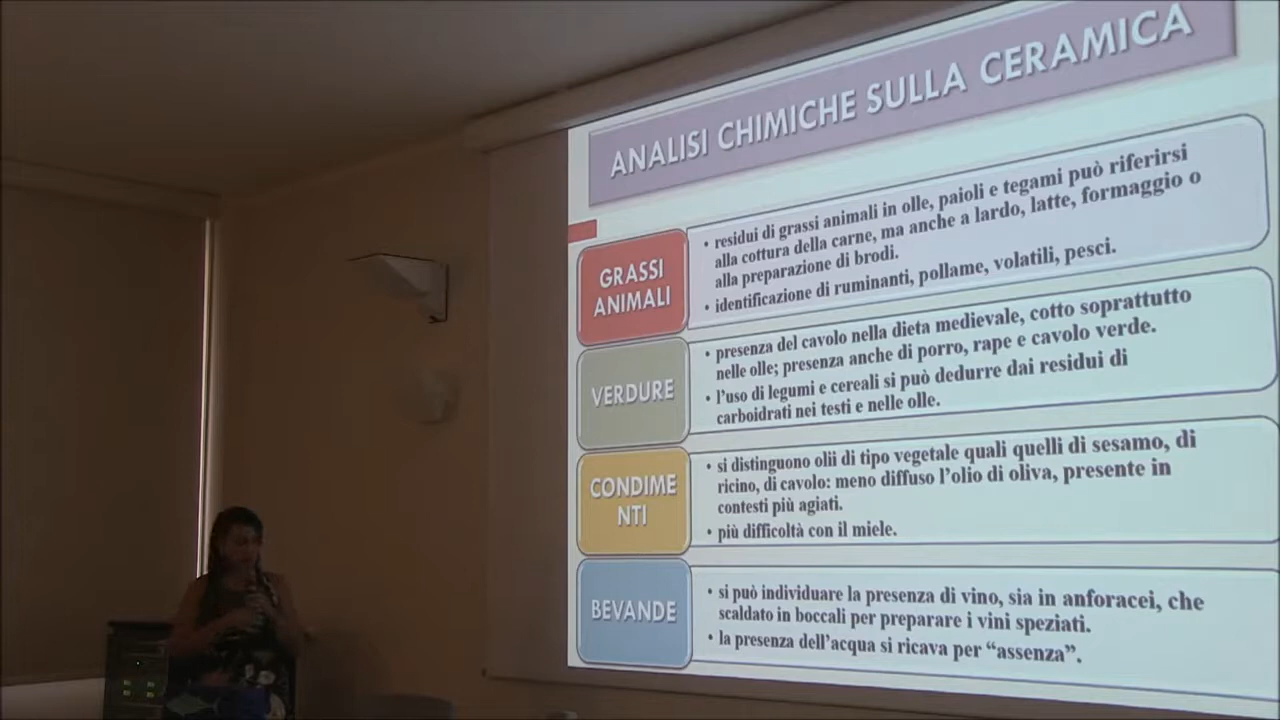 ANALISI CHIMICHE SULLA CERAMICA
GRASSI
ANIMALI
• residui di grassi animali in olle, paioli e tegami può riferirsi
alla cottura della carne, ma anche a lardo, latte, formaggio o
alla preparazione di brodi.
• identificazione di ruminanti, pollame, volatili, pesci.
VERDURE
• presenza del cavolo nella dieta medievale, cotto soprattutto
nelle olle; presenza anche di porro, rape e cavolo verde.
• l’uso di legumi e cereali si può dedurre dai residui di
carboidrati nei testi e nelle olle.
CONDIME
NTI
• si distinguono olii di tipo vegetale quali quelli di sesamo, di
ricino, di cavolo: meno diffuso l’olio di oliva, presente in
contesti più agiati.
• più difficoltà con il miele.
BEVANDE
• si può individuare la presenza di vino, sia in anforacei, che
scaldato in boccali per preparare i vini speziati.
• la presenza dell’acqua si ricava per “assenza”.